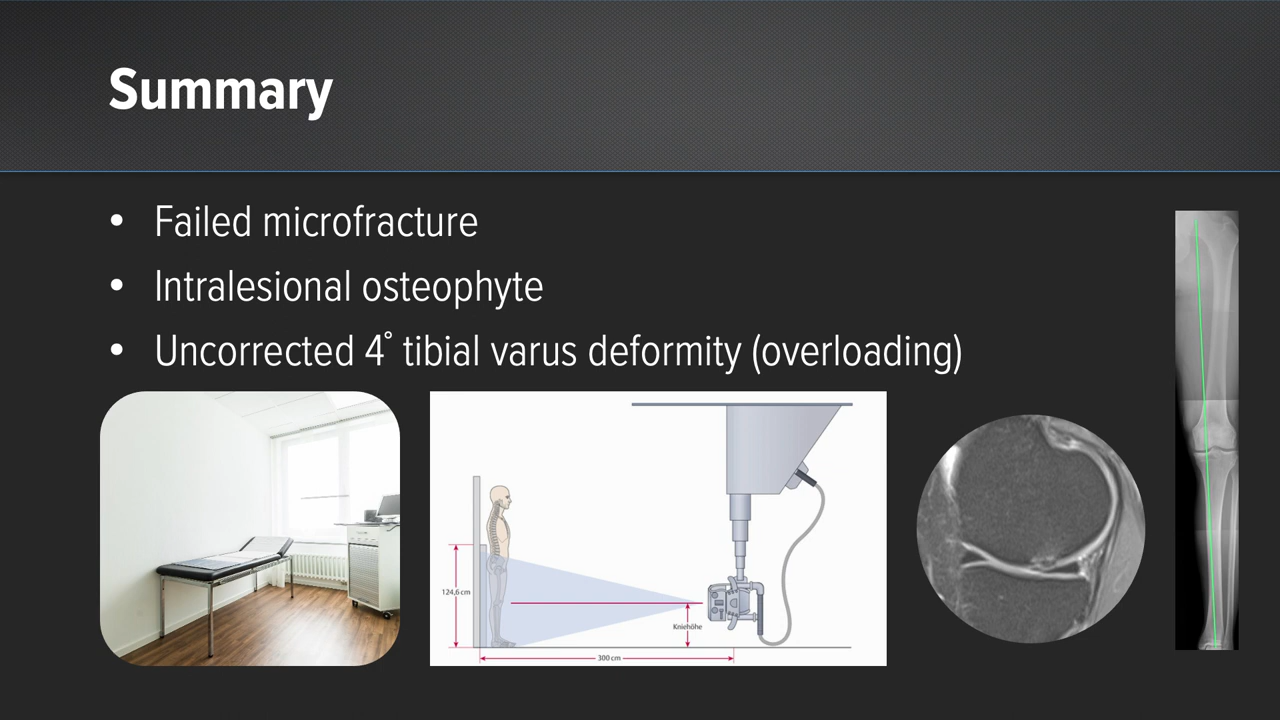 Summary
• Failed microfracture
• Intralesional osteophyte
• Uncorrected 4° tibial varus deformity (overloading)
124,6 cm
Kniehöhe
300 cm